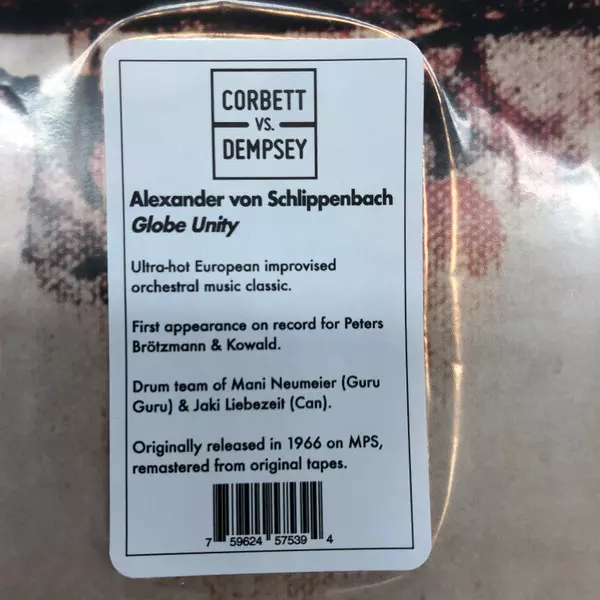 CORBETT
VS.
DEMPSEY
Alexander von Schlippenbach
Globe Unity
Ultra-hot European improvised
orchestral music classic.
First appearance on record for Peters
Brötzmann & Kowald.
Drum team of Mani Neumeier (Guru
Guru) & Jaki Liebezeit (Can).
Originally released in 1966 on MPS,
remastered from original tapes.
7 59624 57539 4